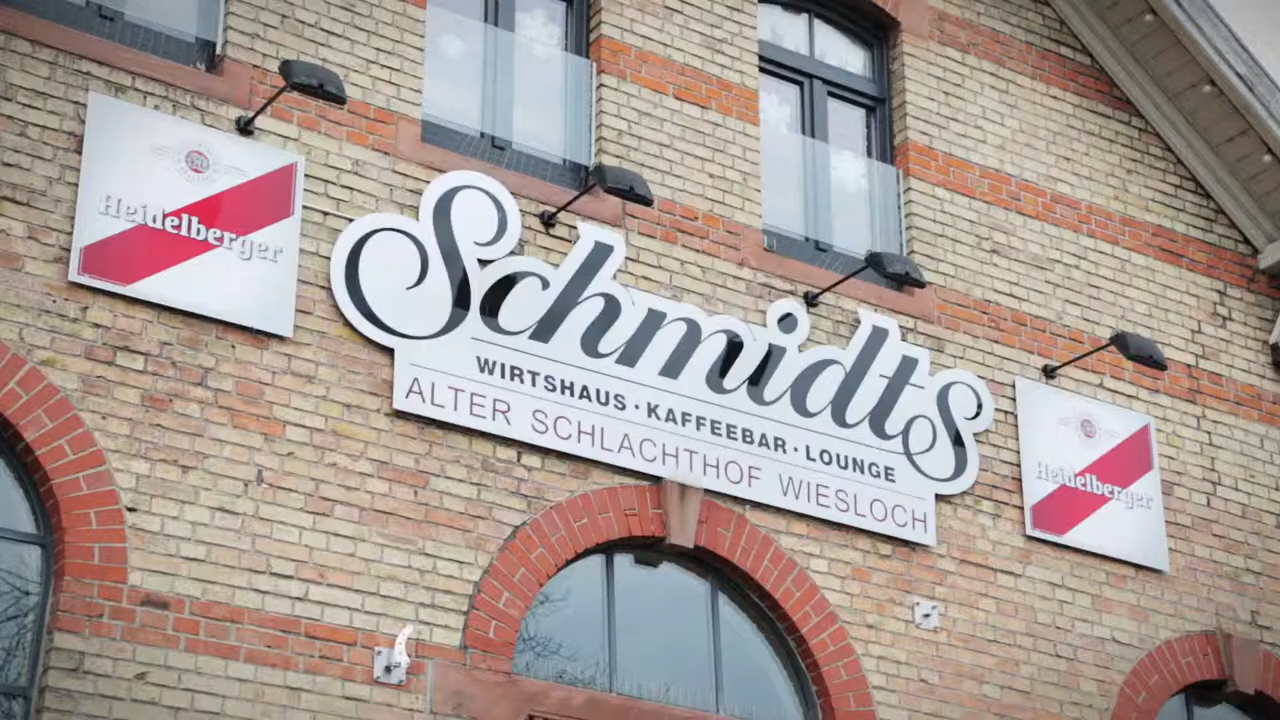 Heidelberger
Schmidts
WIRTSHAUS · KAFFEEBAR · LOUNGE
ALTER SCHLACHTHOF WIESLOCH
Heidelberger